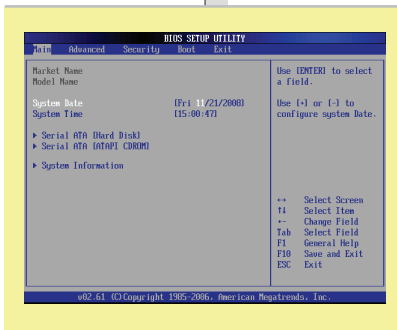 BIOS SETUP UTILITY
Main Advanced Security Boot Exit
Market Name
Model Name
System Date [Fri 11/21/2008]
System Time [15:00:47]
Serial ATA [Hard Disk]
Serial ATA [ATAPI CDROM]
System Information
Use [ENTER] to select
a field.
Use [+] or [-] to
configure system Date.
↔ Select Screen
↑↓ Select Item
+- Change Field
Tab Select Field
F1 General Help
F10 Save and Exit
ESC Exit
v02.61 (C)Copyright 1985-2006, American Megatrends, Inc.